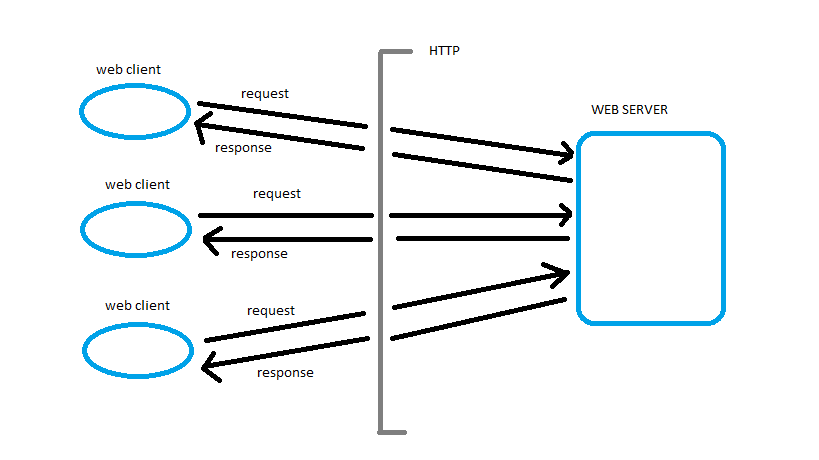 HTTP
web client
request
WEB SERVER
response
web client
request
response
web client
request
response